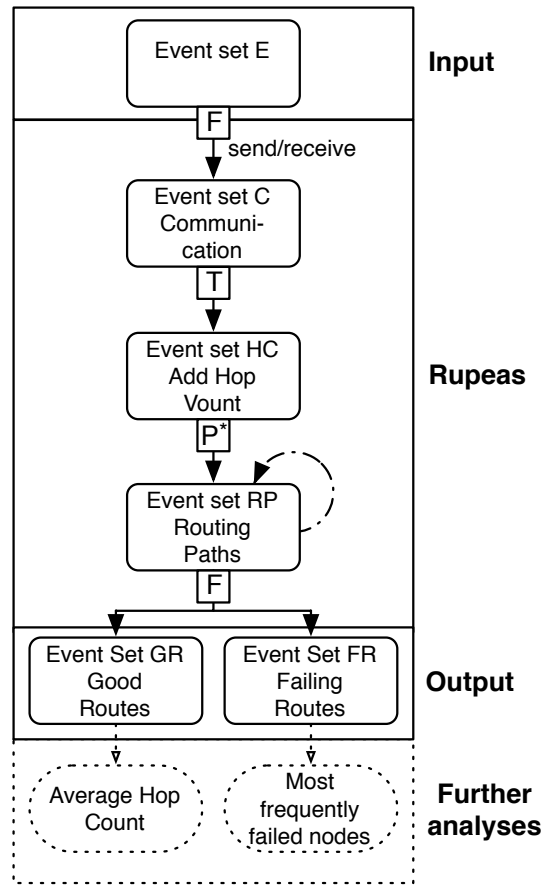 Event set E
Input
F
send/receive
Event set C
Communi-
cation
T
Event set HC
Add Hop
Vount
Rupeas
P*
Event set RP
Routing
Paths
F
Event Set GR
Good
Routes
Event Set FR
Failing
Routes
Output
Average Hop
Count
Most
frequently
failed nodes
Further
analyses